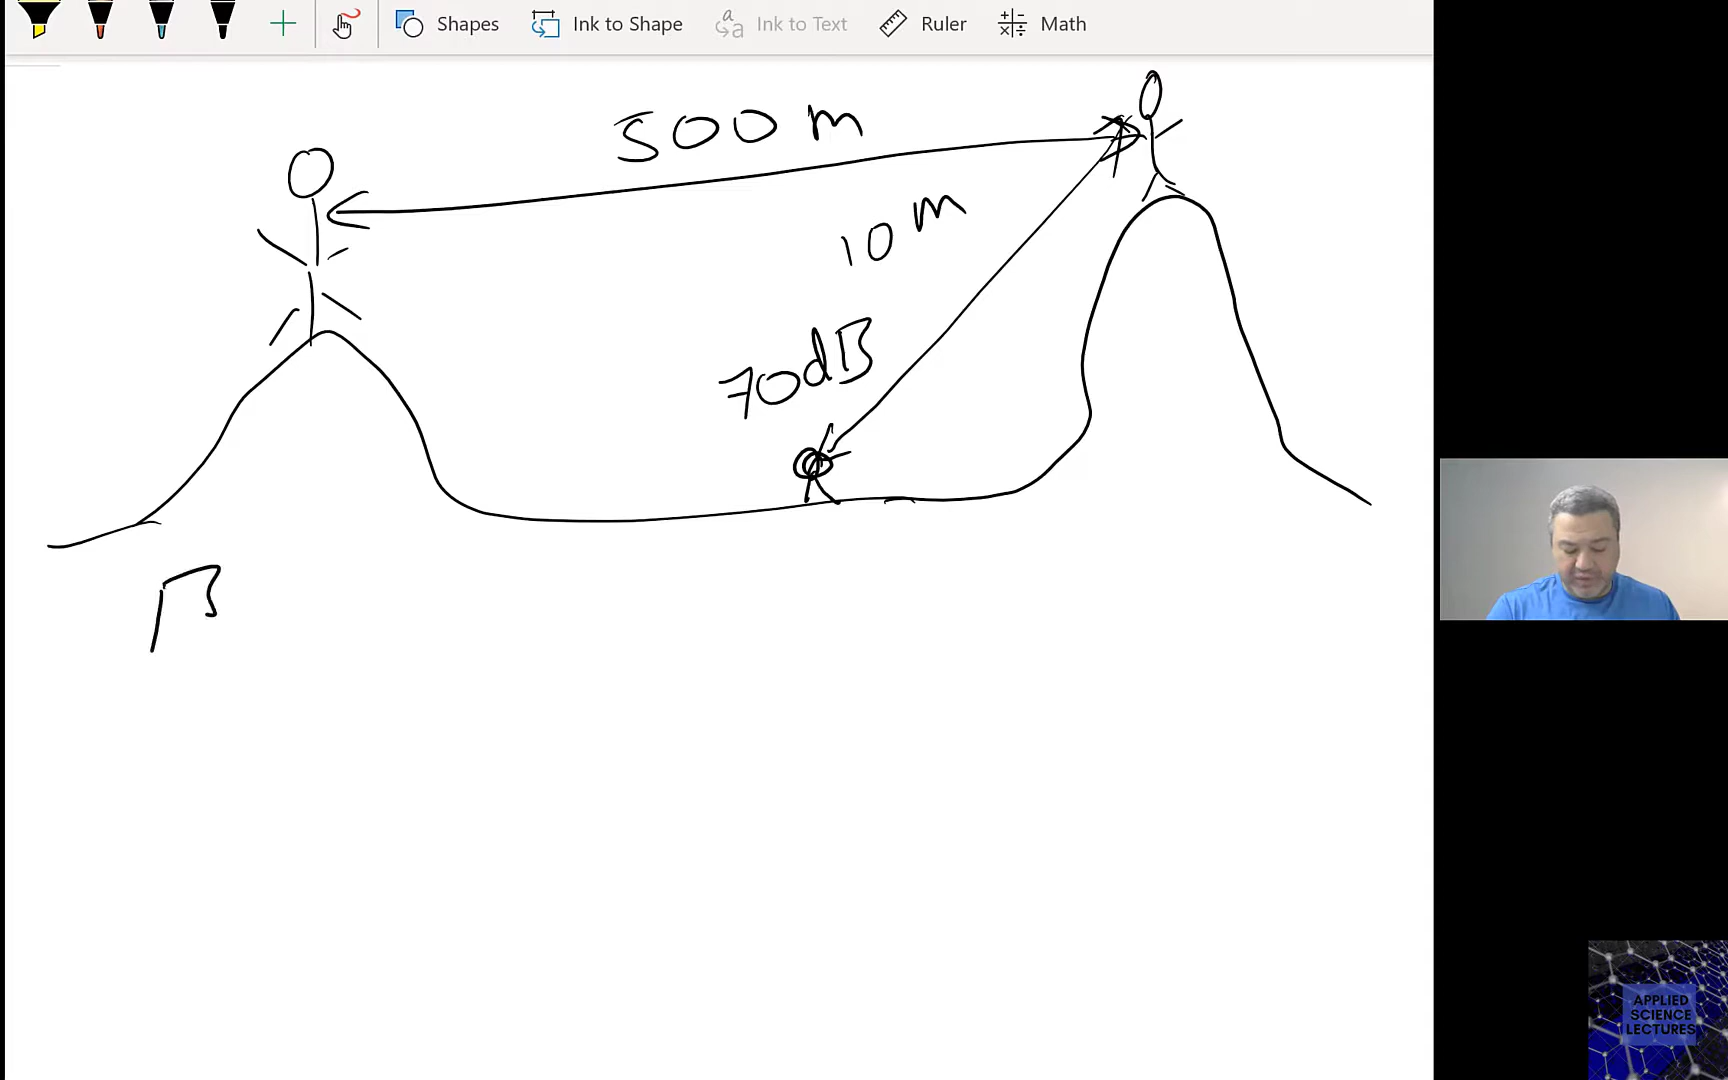 Shapes Ink to Shape Ink to Text Ruler Math
500 m
10 m
70dB
APPLIED
SCIENCE
LECTURES